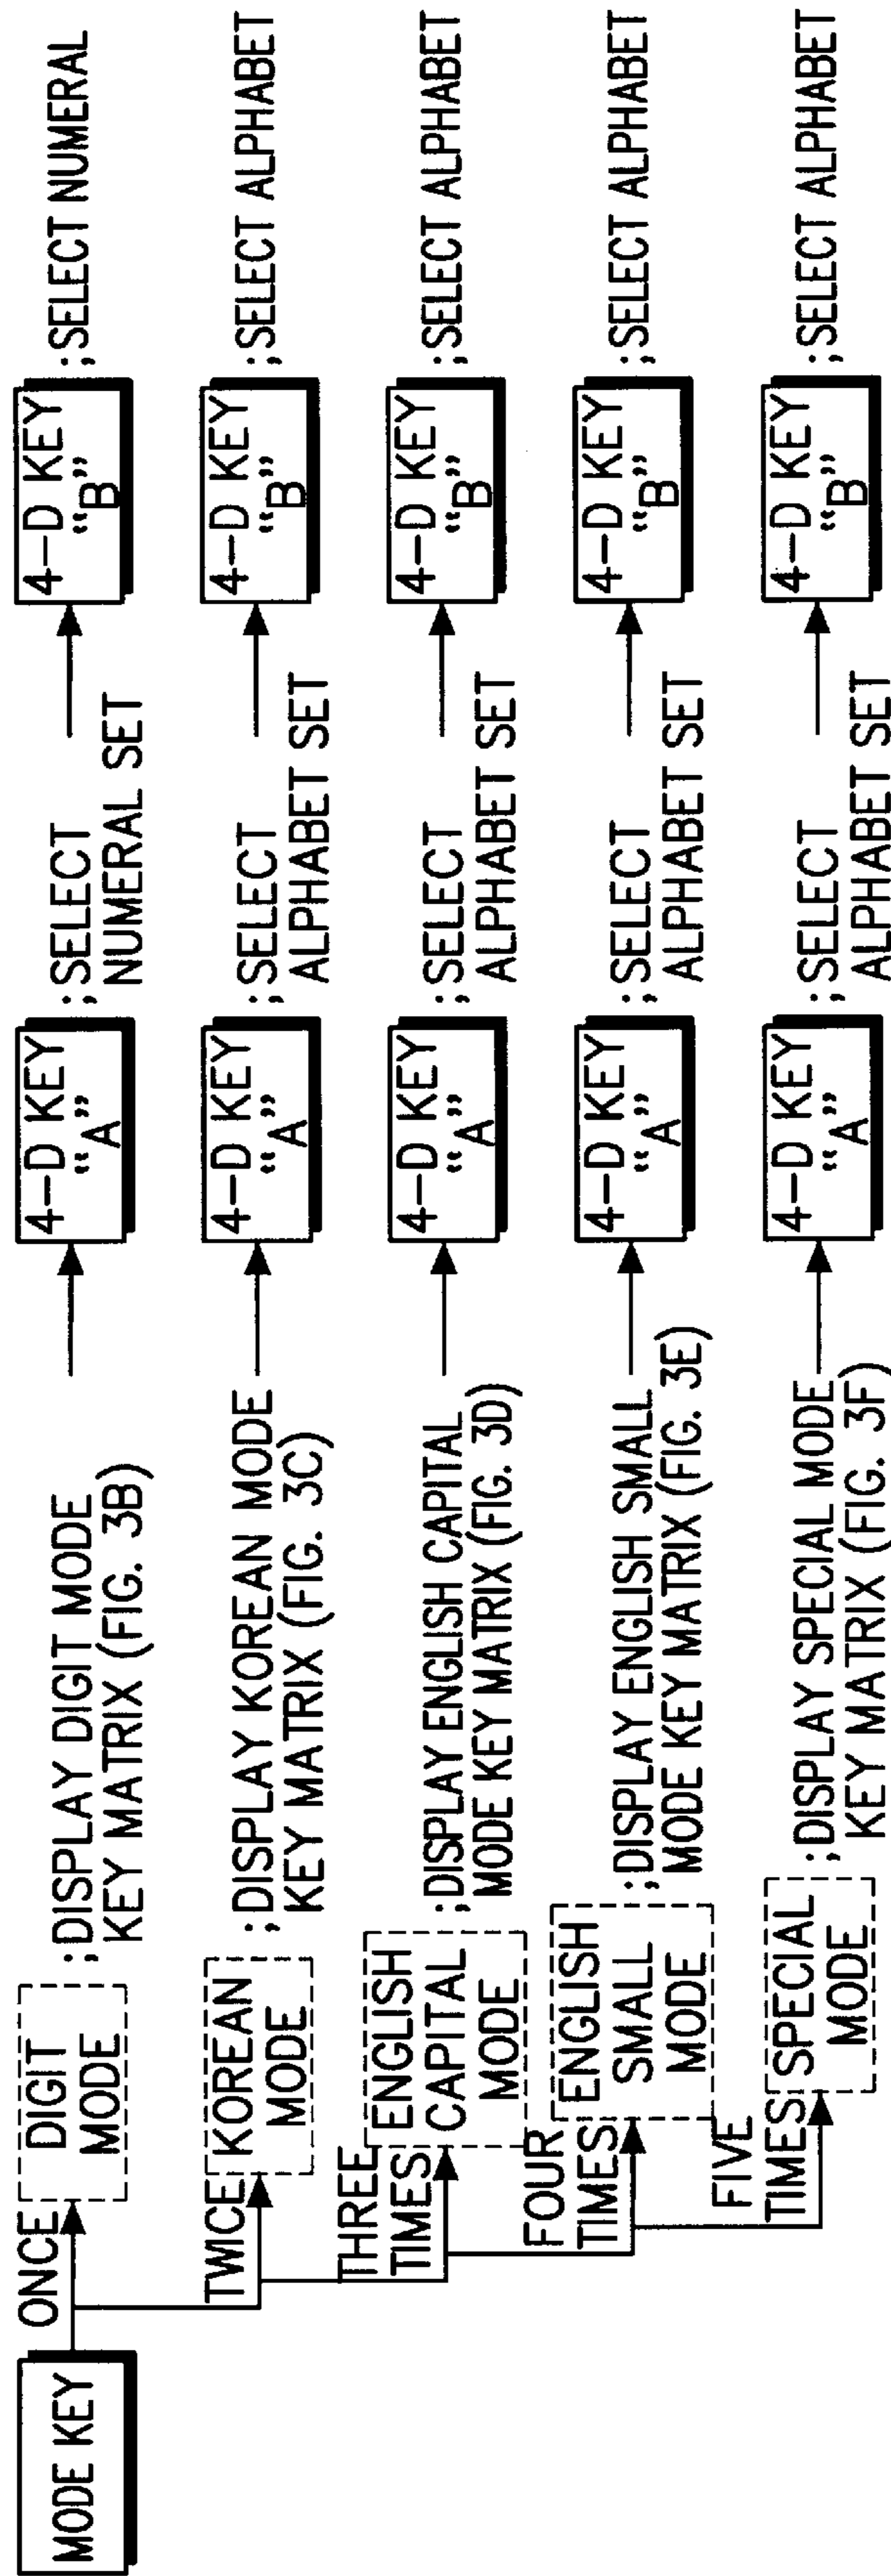 MODE KEY
ONCE
DIGIT
MODE
;DISPLAY DIGIT MODE
KEY MATRIX (FIG. 3B)
4-D KEY
“A”
;SELECT
NUMERAL SET
4-D KEY
“B”
;SELECT NUMERAL
TWICE
KOREAN
MODE
;DISPLAY KOREAN MODE
KEY MATRIX (FIG. 3C)
4-D KEY
“A”
;SELECT
ALPHABET SET
4-D KEY
“B”
;SELECT ALPHABET
THREE
TIMES
ENGLISH
CAPITAL
MODE
;DISPLAY ENGLISH CAPITAL
MODE KEY MATRIX (FIG. 3D)
4-D KEY
“A”
;SELECT
ALPHABET SET
4-D KEY
“B”
;SELECT ALPHABET
FOUR
TIMES
ENGLISH
SMALL
MODE
;DISPLAY ENGLISH SMALL
MODE KEY MATRIX (FIG. 3E)
4-D KEY
“A”
;SELECT
ALPHABET SET
4-D KEY
“B”
;SELECT ALPHABET
FIVE
TIMES
SPECIAL
MODE
;DISPLAY SPECIAL MODE
KEY MATRIX (FIG. 3F)
4-D KEY
“A”
;SELECT
ALPHABET SET
4-D KEY
“B”
;SELECT ALPHABET